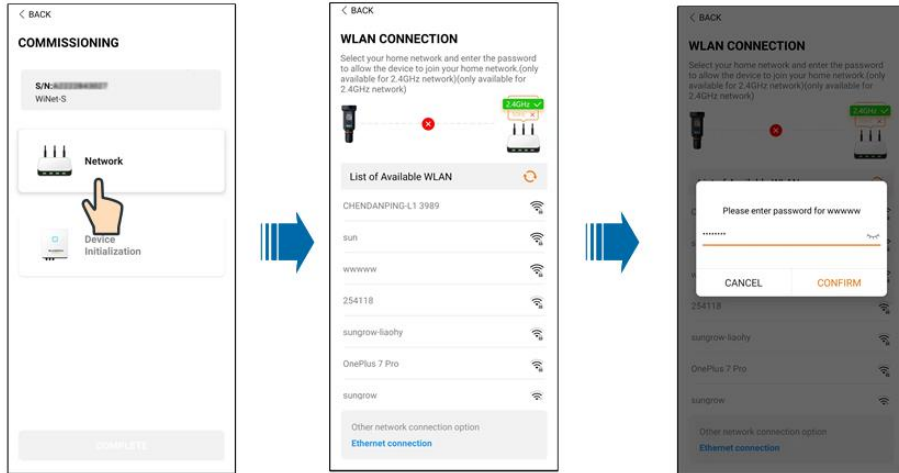 BACK
COMMISSIONING
S/N:
WiNet-S
Network
Device
Initialization
COMPLETE
BACK
WLAN CONNECTION
Select your home network and enter the password
to allow the device to join your home network.(only
available for 2.4GHz network)(only available for
2.4GHz network)
2.4GHz
List of Available WLAN
CHENDANPING-L1 3989
sun
wwwww
254118
sungrow-liaohy
OnePlus 7 Pro
sungrow
Other network connection option
Ethernet connection
BACK
WLAN CONNECTION
Select your home network and enter the password
to allow the device to join your home network.(only
available for 2.4GHz network)(only available for
2.4GHz network)
2.4GHz
Please enter password for wwwww
CANCEL
CONFIRM
254118
sungrow-liaohy
OnePlus 7 Pro
sungrow
Other network connection option
Ethernet connection